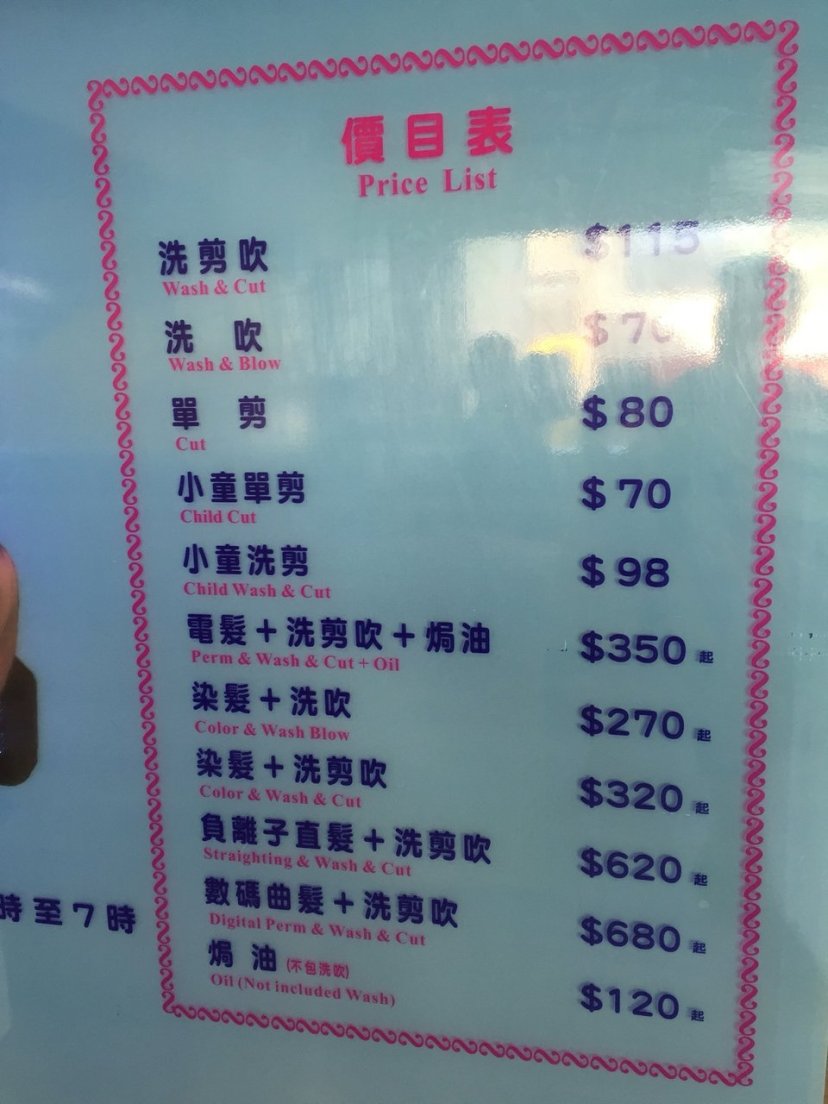 價目表
Price List
洗剪吹 $115
Wash & Cut
洗 吹
Wash & Blow
單 剪 $80
Cut
小童單剪 $70
Child Cut
小童洗剪 $98
Child Wash & Cut
電髮+洗剪吹+焗油 $350 起
Perm & Wash & Cut + Oil
染髮+洗吹 $270 起
Color & Wash Blow
染髮+洗剪吹 $320 起
Color & Wash & Cut
負離子直髮+洗剪吹 $620 起
Straighting & Wash & Cut
數碼曲髮+洗剪吹 $680 起
Digital Perm & Wash & Cut
焗 油 (不包洗吹) $120 起
Oil (Not included Wash)
時至7時